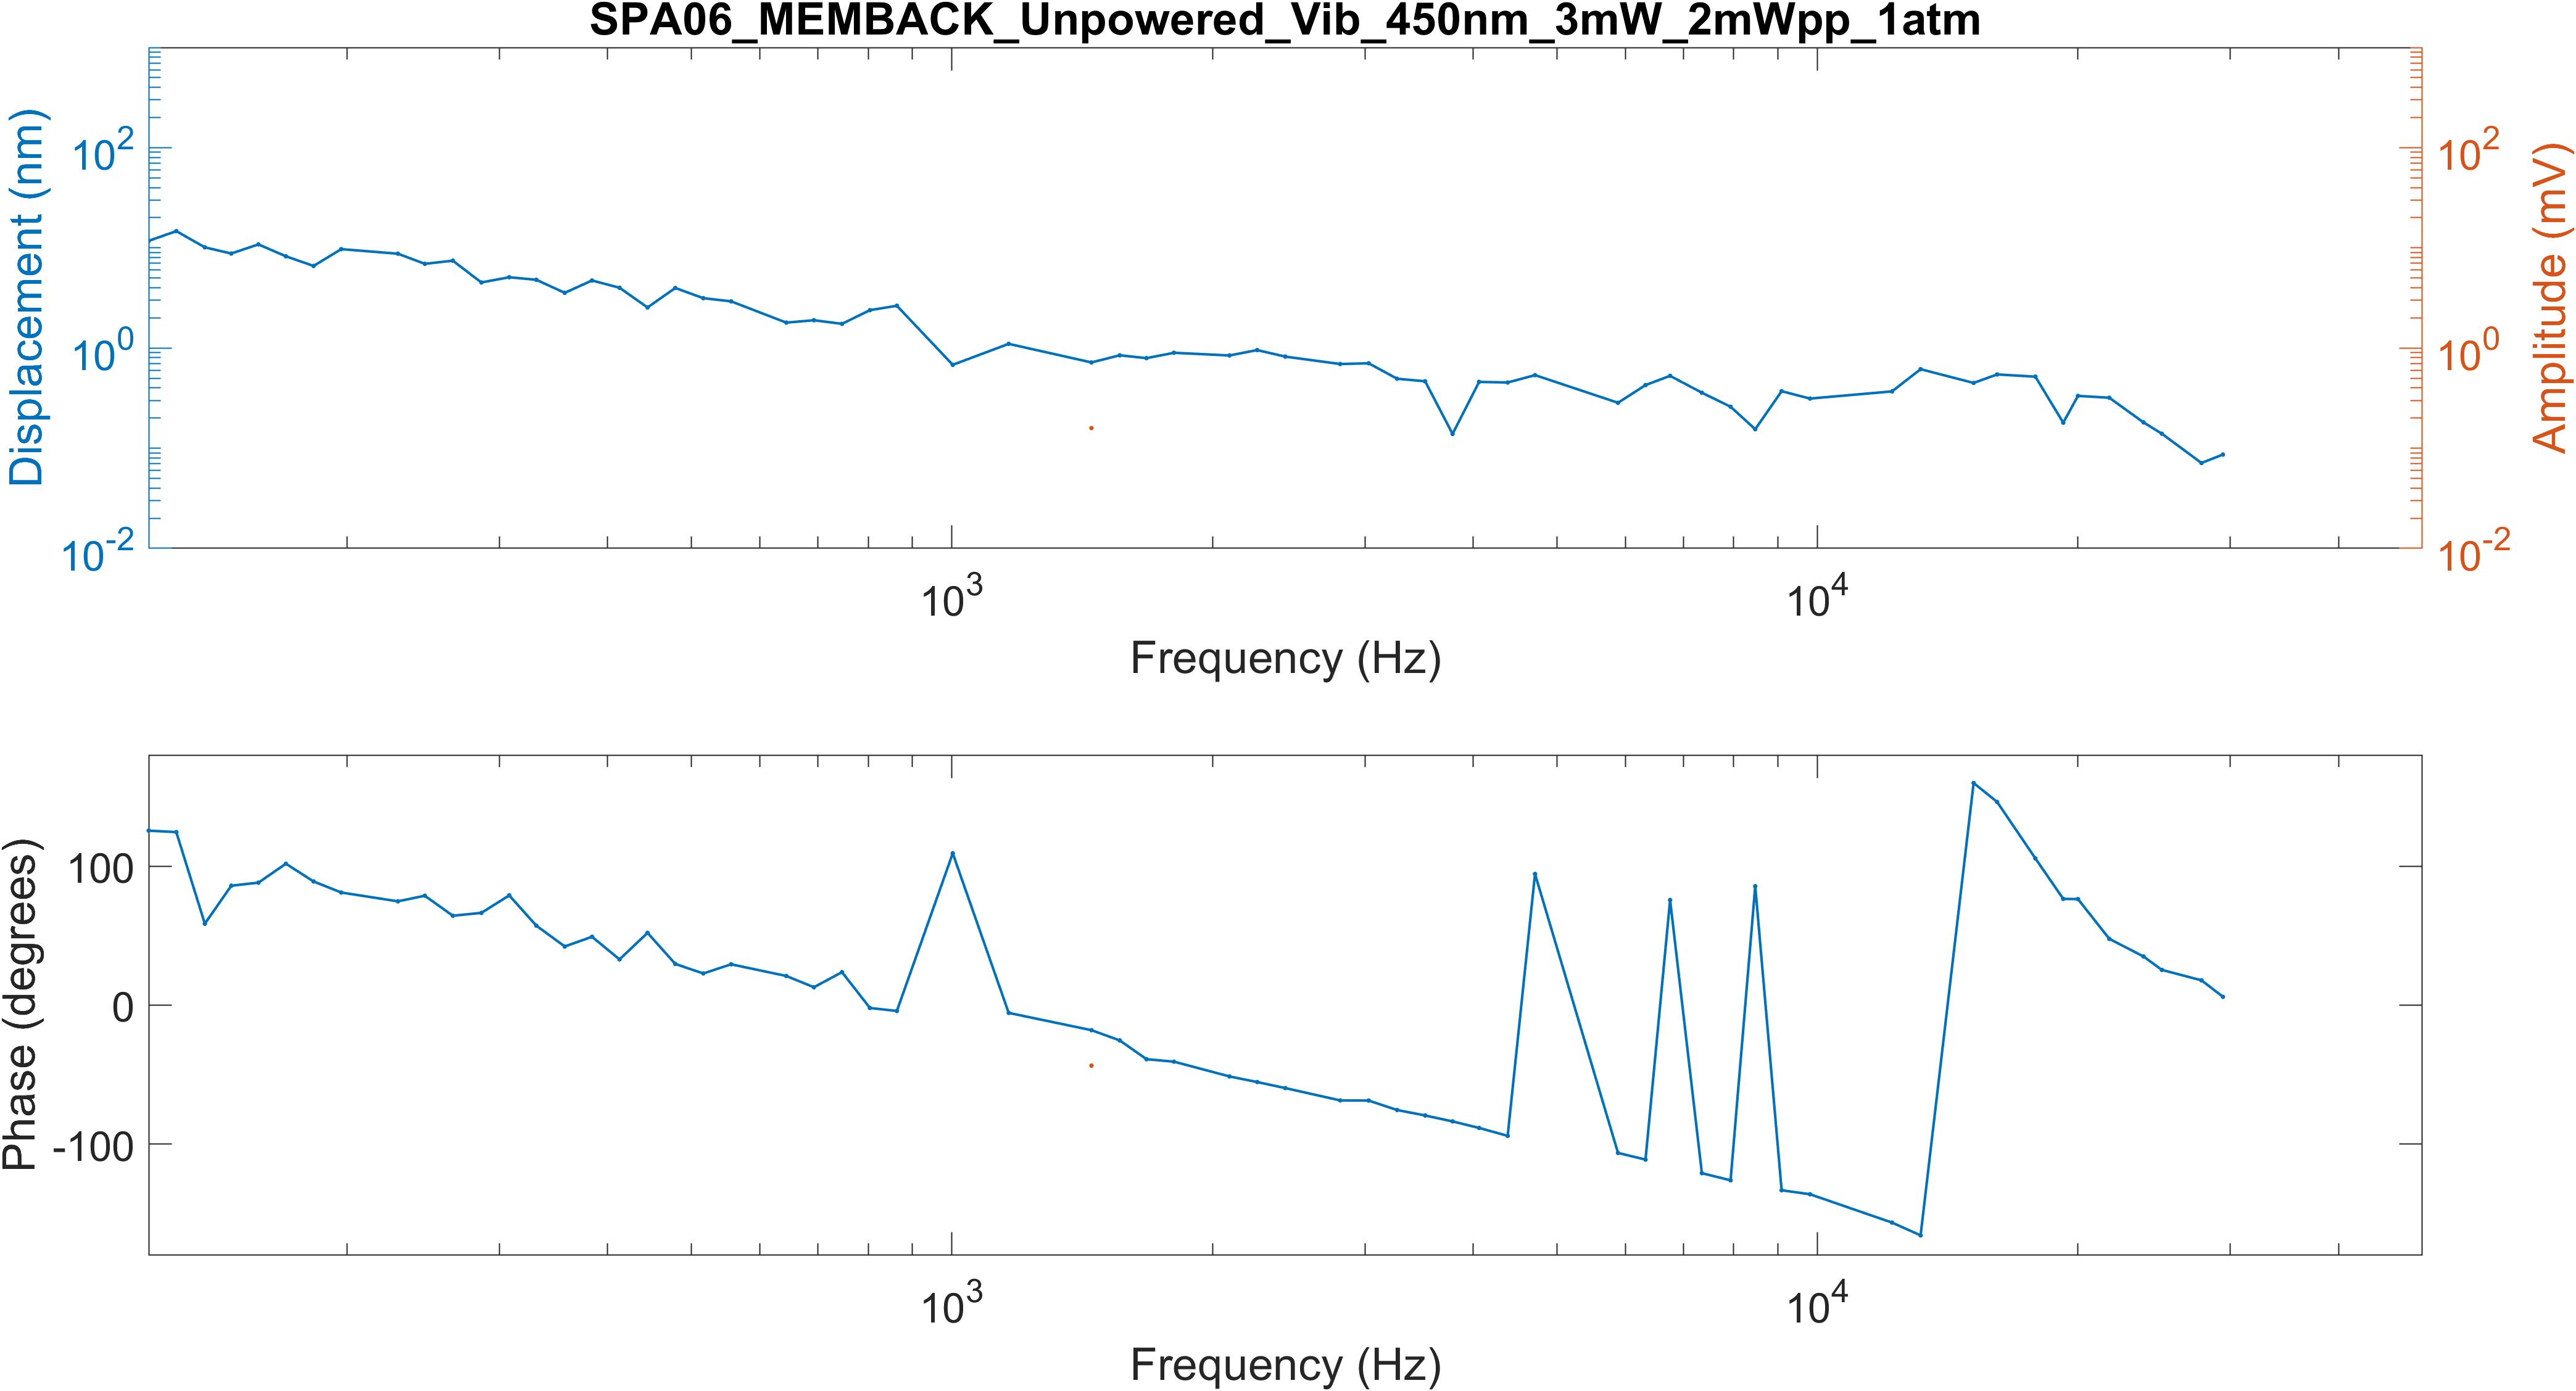 SPA06_MEMBACK_Unpowered_Vib_450nm_3mW_2mWpp_1atm
Displacement (nm)
10^2
10^0
10^-2
10^2
10^0
10^-2
Amplitude (mV)
10^3
10^4
Frequency (Hz)
Phase (degrees)
100
0
-100
10^3
10^4
Frequency (Hz)